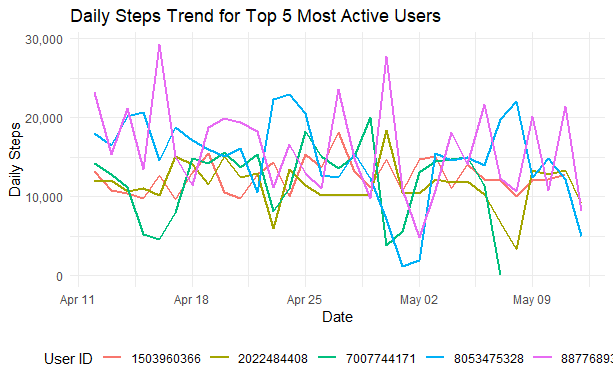 Daily Steps Trend for Top 5 Most Active Users
30,000
20,000
10,000
0
Daily Steps
Apr 11 Apr 18 Apr 25 May 02 May 09
Date
User ID 1503960366 2022484408 7007744171 8053475328 88776893